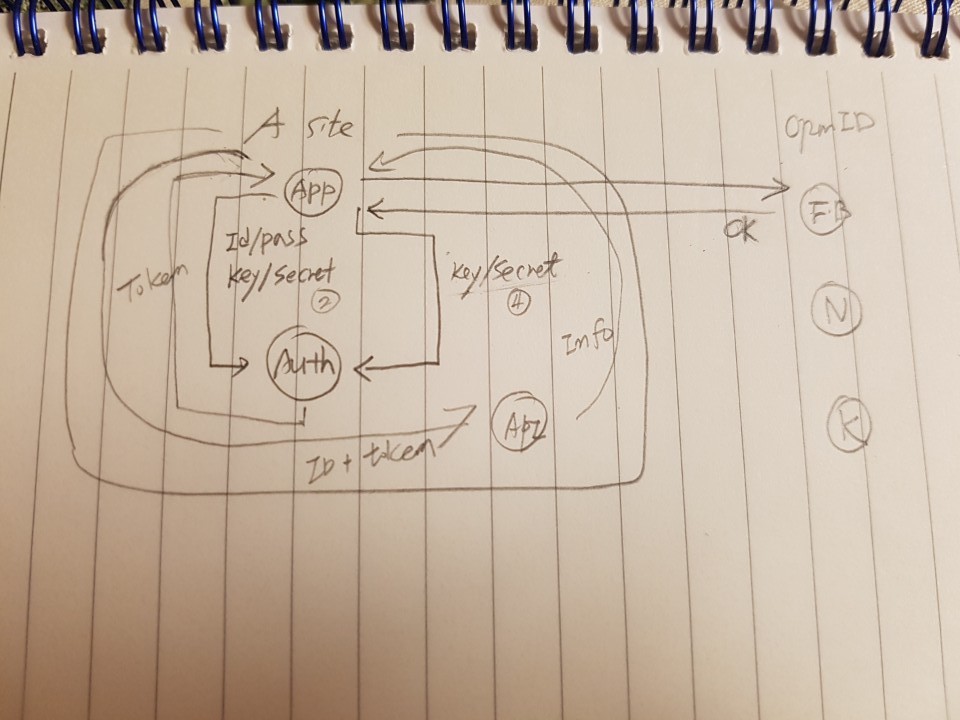 A site
OpenID
App
FB
OK
Id/pass
key/secret
②
key/secret
④
Token
N
Info
Auth
API
K
ID + token